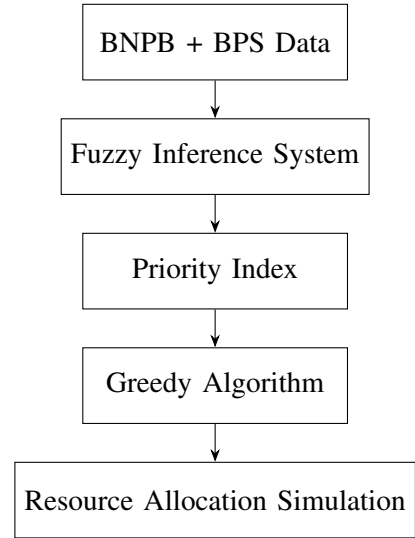 BNPB + BPS Data
Fuzzy Inference System
Priority Index
Greedy Algorithm
Resource Allocation Simulation